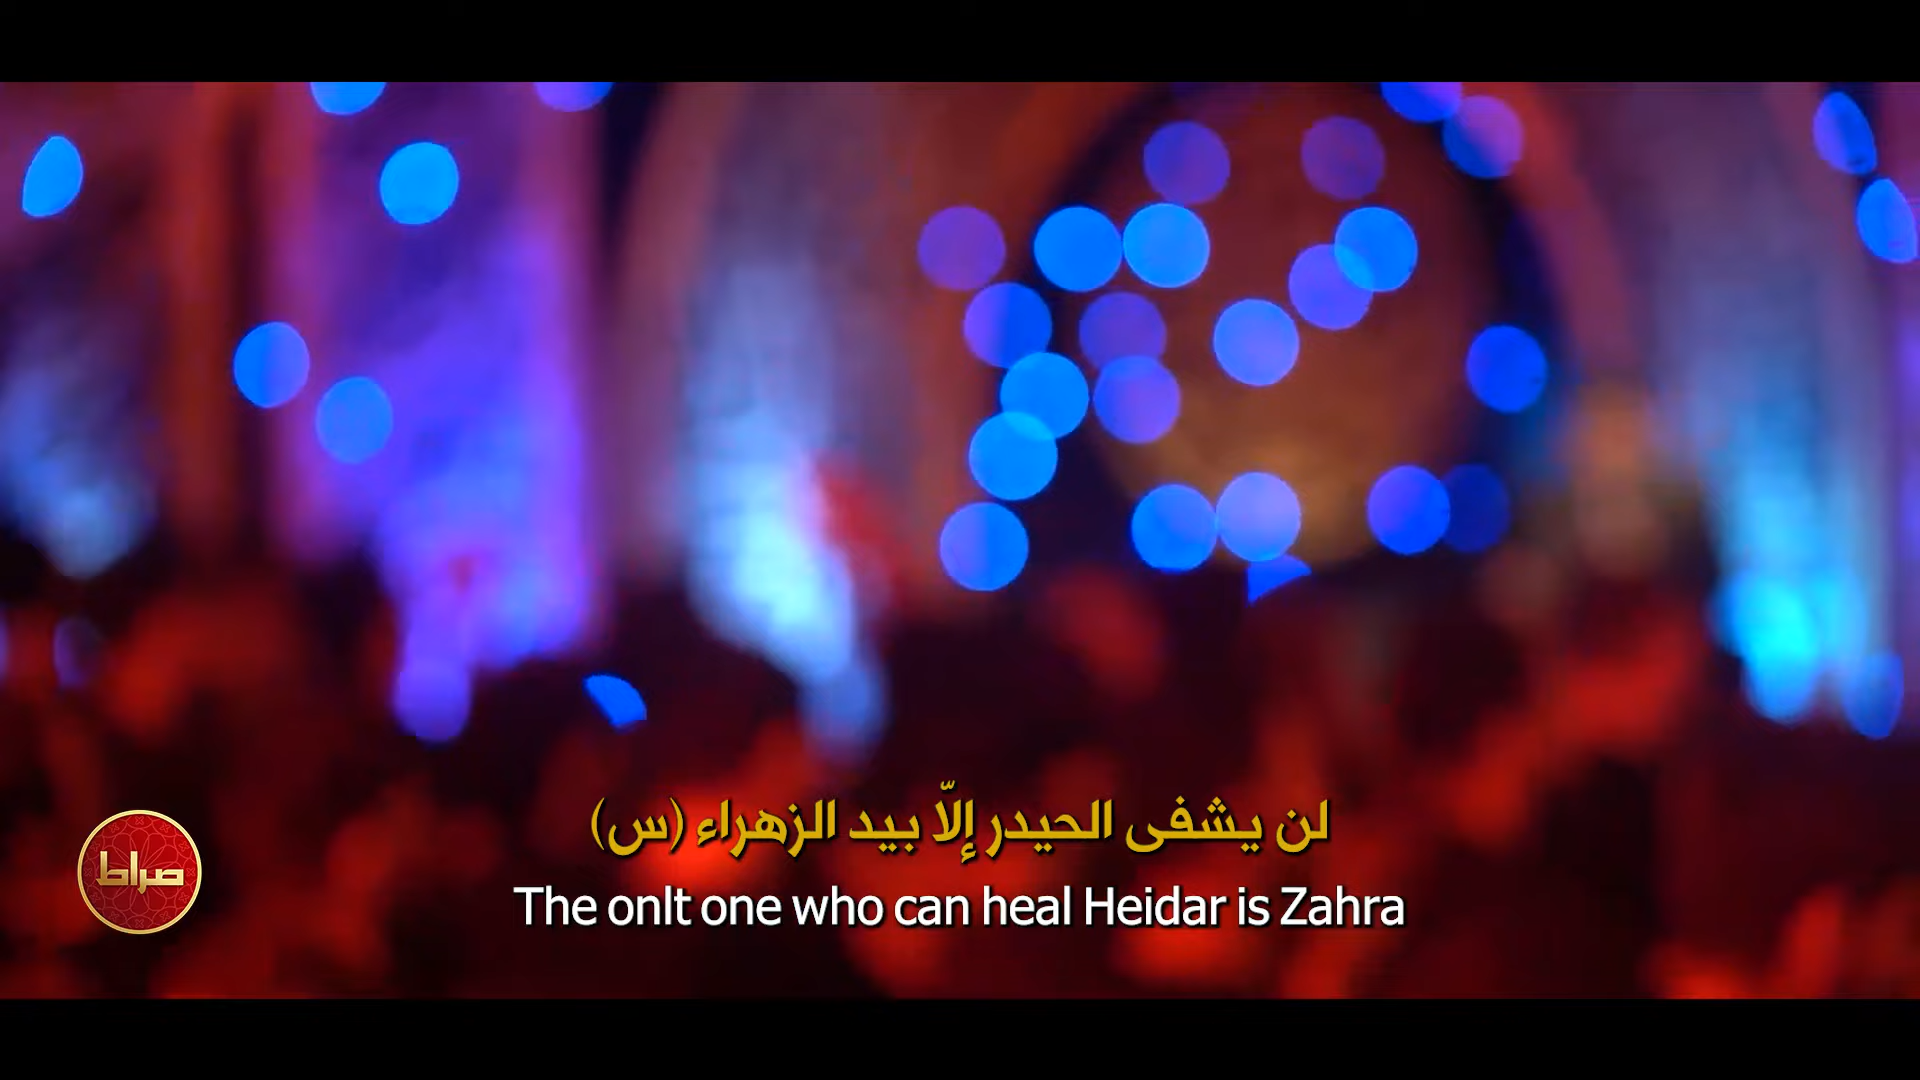 لن يشفى الحيدر إلّا بيد الزهراء (س)
The onlt one who can heal Heidar is Zahra
صراط